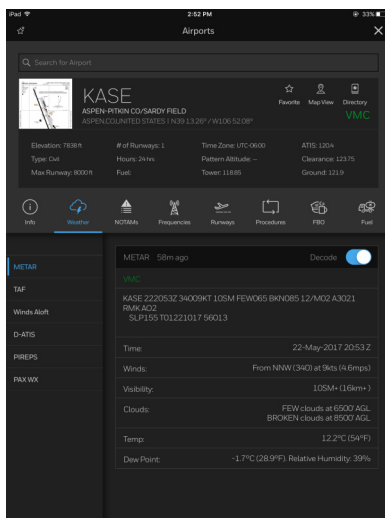 iPad
2:52 PM
33%
Airports
Search for Airport
KASE
ASPEN-PITKIN CO/SARDY FIELD
ASPEN,CO,UNITED STATES | N39 13.26° / W106 52.08°
Favorite
Map View
Directory
VMC
Elevation: 7838 ft
# of Runways: 1
Time Zone: UTC-06:00
ATIS: 120.4
Type: Civil
Hours: 24 hrs
Pattern Altitude: --
Clearance: 123.75
Max Runway: 8000 ft
Fuel:
Tower: 118.85
Ground: 121.9
Info
Weather
NOTAMs
Frequencies
Runways
Procedures
FBO
Fuel
METAR
TAF
Winds Aloft
D-ATIS
PIREPS
PAX WX
METAR 58m ago
Decode
VMC
KASE 222053Z 34009KT 10SM FEW065 BKN085 12/M02 A3021
RMK AO2
SLP155 T01221017 56013
Time:
22-May-2017 20:53 Z
Winds:
From NNW (340) at 9kts (4.6mps)
Visibility:
10SM+ (16km+ )
Clouds:
FEW clouds at 6500' AGL
BROKEN clouds at 8500' AGL
Temp:
12.2°C (54°F)
Dew Point:
-1.7°C (28.9°F). Relative Humidity: 39%